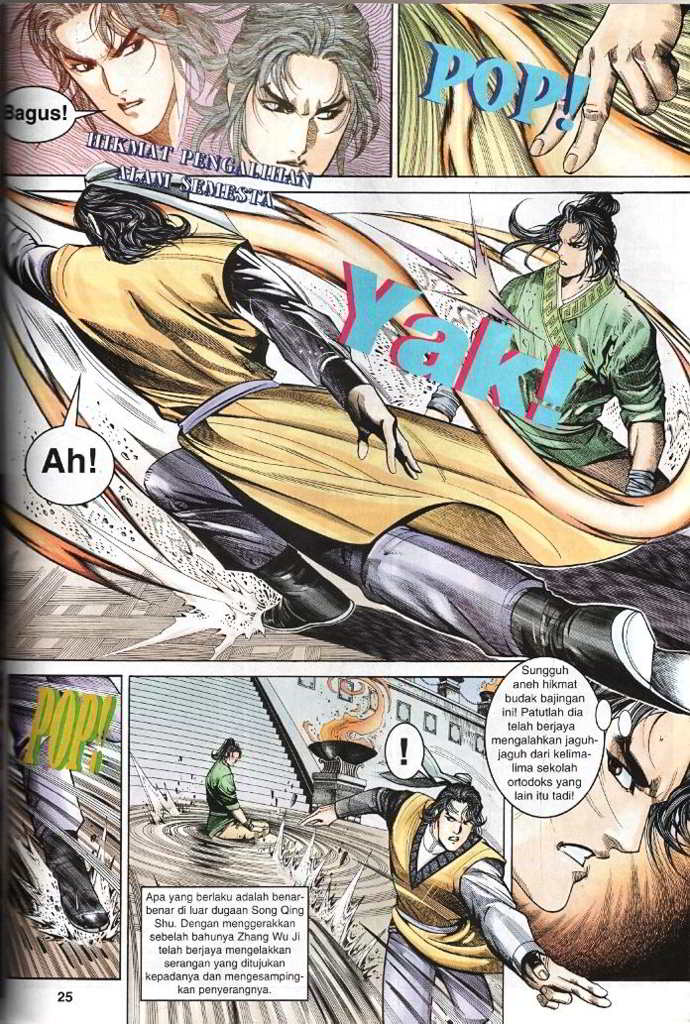 Bagus!
HIKMAT PENGALIHAN
ALAM SEMESTA
POP!
Yak!
Ah!
POP!
!
Sungguh
aneh hikmat
budak bajingan
ini! Patutlah dia
telah berjaya
mengalahkan jaguh-
jaguh dari kelima-
lima sekolah
ortodoks yang
lain itu tadi!
Apa yang berlaku adalah benar-
benar di luar dugaan Song Qing
Shu. Dengan menggerakkan
sebelah bahunya Zhang Wu Ji
telah berjaya mengelakkan
serangan yang ditujukan
kepadanya dan mengesamping-
kan penyerangnya.
25